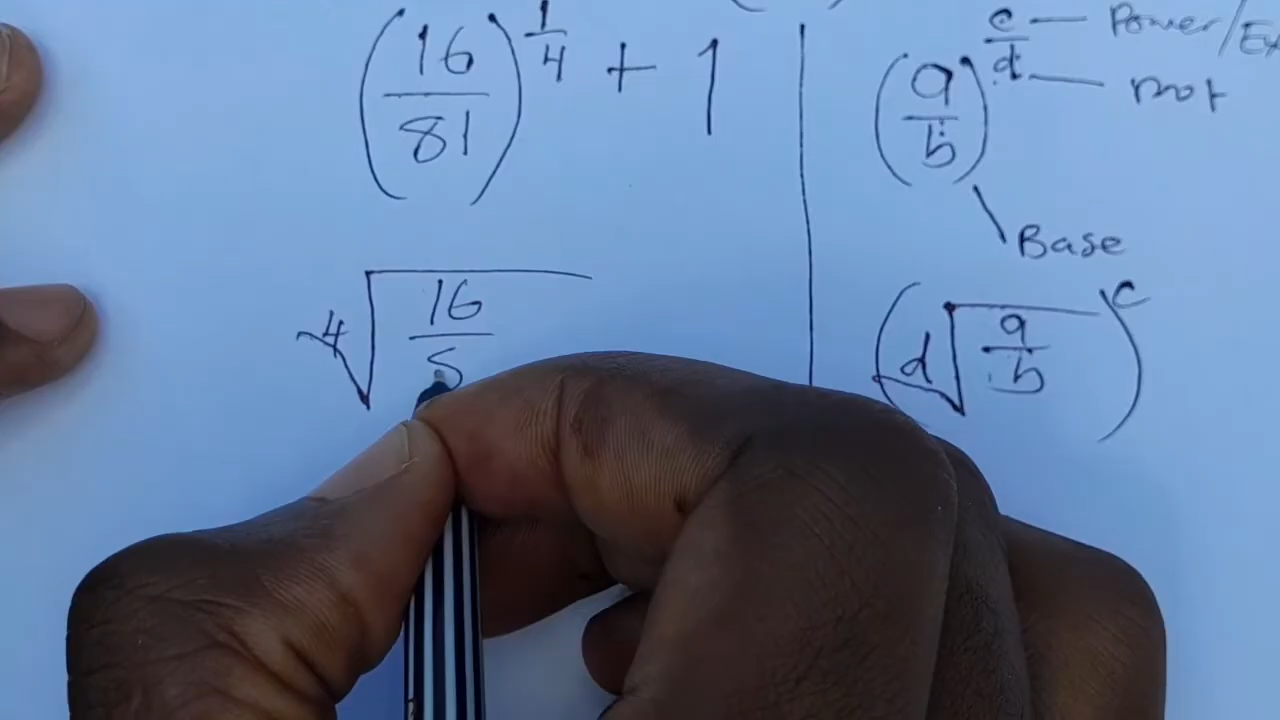 (16/81)^(1/4) + 1
⁴√(16/5
(a/b)^(c/d)
c — Power/Ex
d — root
Base
(d√(a/b))^c